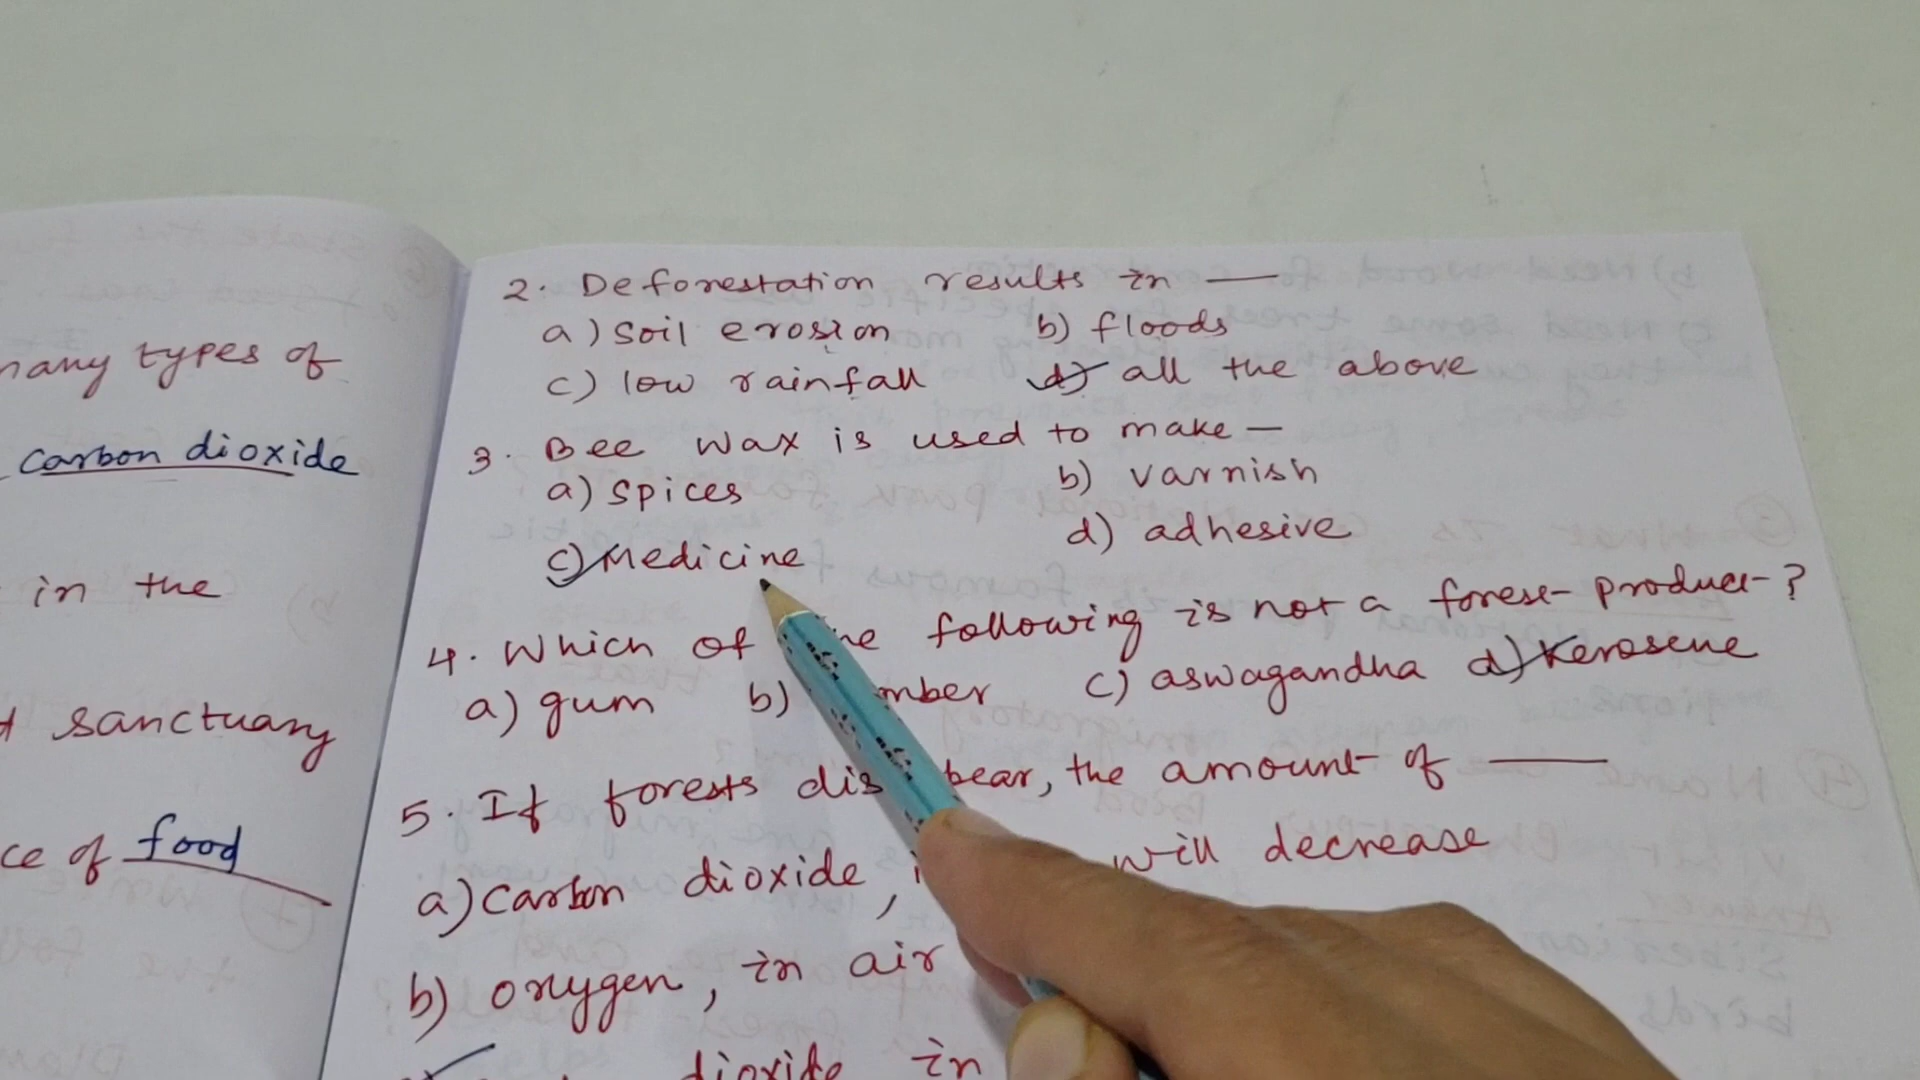 many types of
carbon dioxide
in the
sanctuary
ce of food
2. Deforestation results in —
a) soil erosion b) floods
c) low rainfall d) all the above
3. Bee wax is used to make —
a) spices b) varnish
c) Medicine d) adhesive
4. Which of following is not a forest product?
a) gum b) mber c) aswagandha d) Kerosene
5. If forests dis pear, the amount of —
a) carbon dioxide, will decrease
b) oxygen, in air
dioxide in